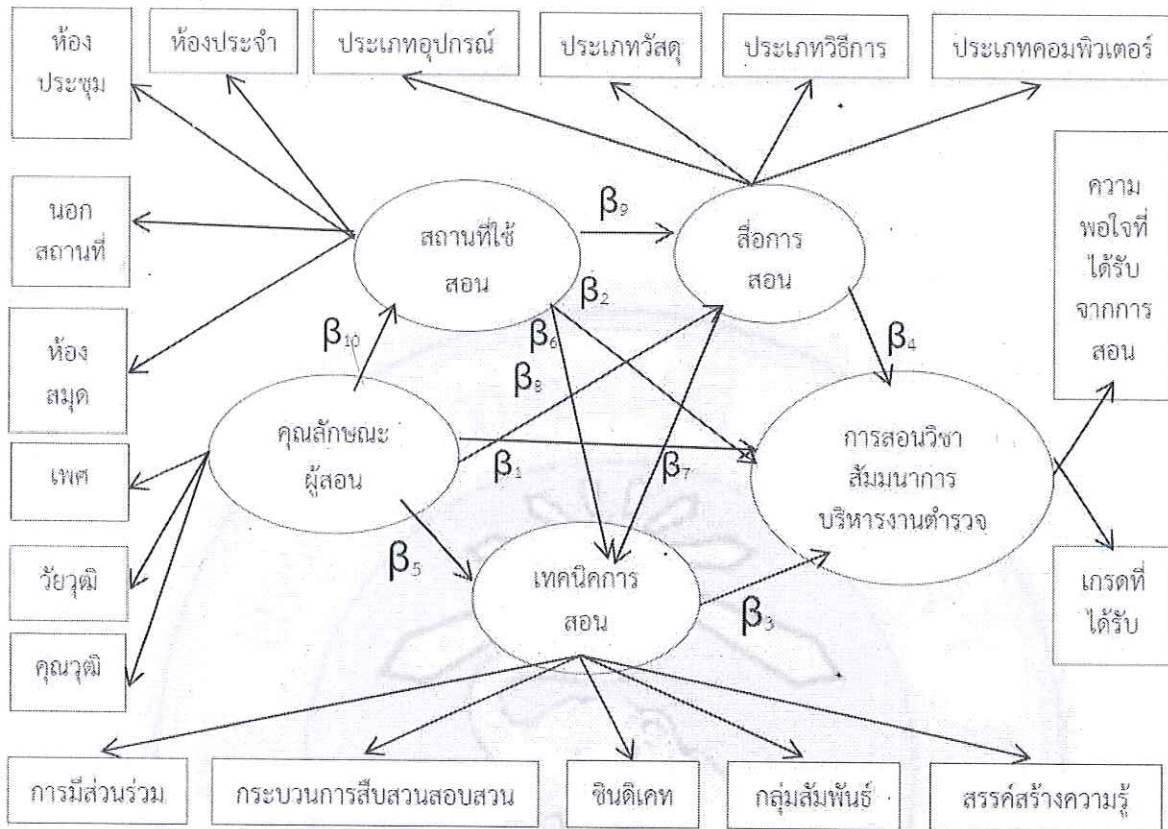 ห้อง
ประชุม
ห้องประจำ
ประเภทอุปกรณ์
ประเภทวัสดุ
ประเภทวิธีการ
ประเภทคอมพิวเตอร์
นอก
สถานที่
สถานที่ใช้
สอน
β₉
สื่อการ
สอน
ความ
พอใจที่
ได้รับ
จากการ
สอน
ห้อง
สมุด
β₁₀
β₂
β₆
β₈
β₄
เพศ
คุณลักษณะ
ผู้สอน
β₁
β₇
การสอนวิชา
สัมมนาการ
บริหารงานตำรวจ
วัยวุฒิ
β₅
เทคนิคการ
สอน
β₃
เกรดที่
ได้รับ
คุณวุฒิ
การมีส่วนร่วม
กระบวนการสืบสวนสอบสวน
ซินดิเคท
กลุ่มสัมพันธ์
สรรค์สร้างความรู้